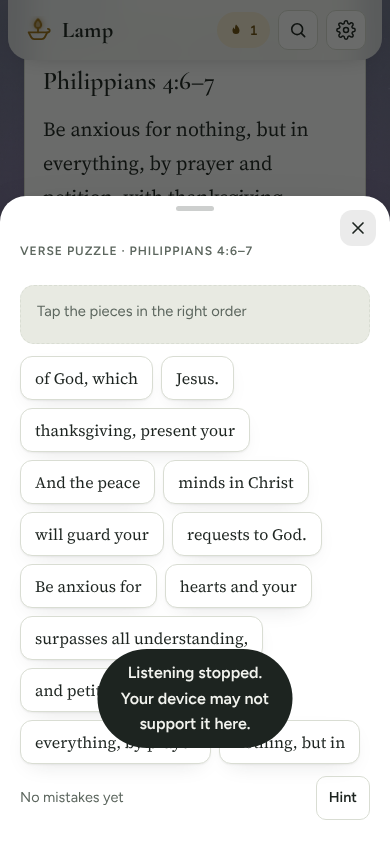 Lamp
1
Philippians 4:6–7
Be anxious for nothing, but in
everything, by prayer and
petition, with thanksgiving
VERSE PUZZLE · PHILIPPIANS 4:6–7
Tap the pieces in the right order
of God, which
Jesus.
thanksgiving, present your
And the peace
minds in Christ
will guard your
requests to God.
Be anxious for
hearts and your
surpasses all understanding,
and
Listening stopped.
Your device may not
support it here.
everything,
but in
No mistakes yet
Hint